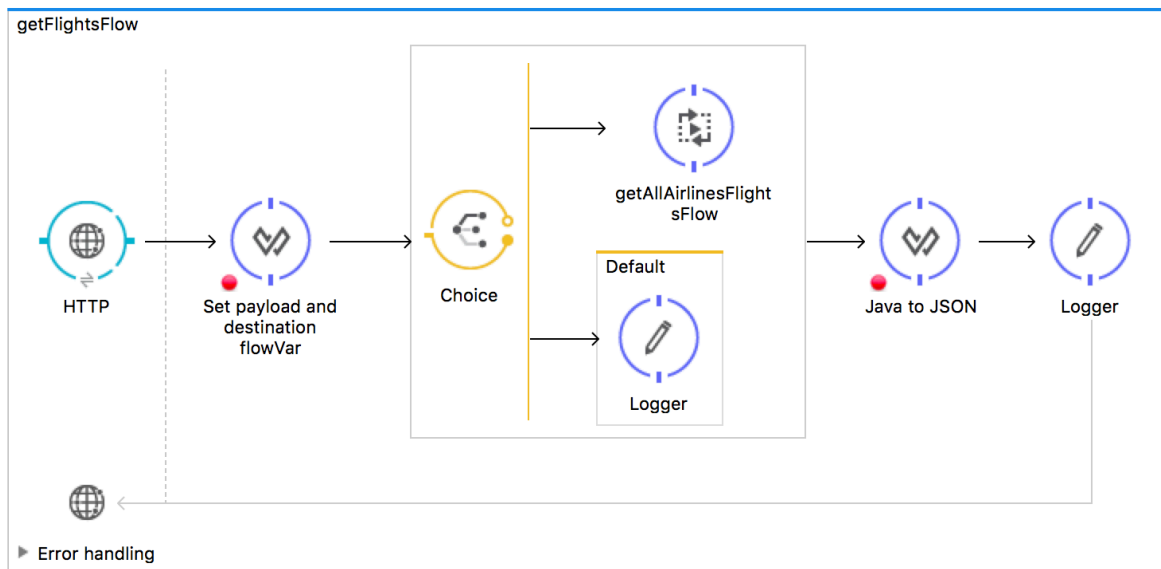 getFlightsFlow
HTTP
Set payload and
destination
flowVar
Choice
getAllAirlinesFlight
sFlow
Default
Logger
Java to JSON
Logger
Error handling